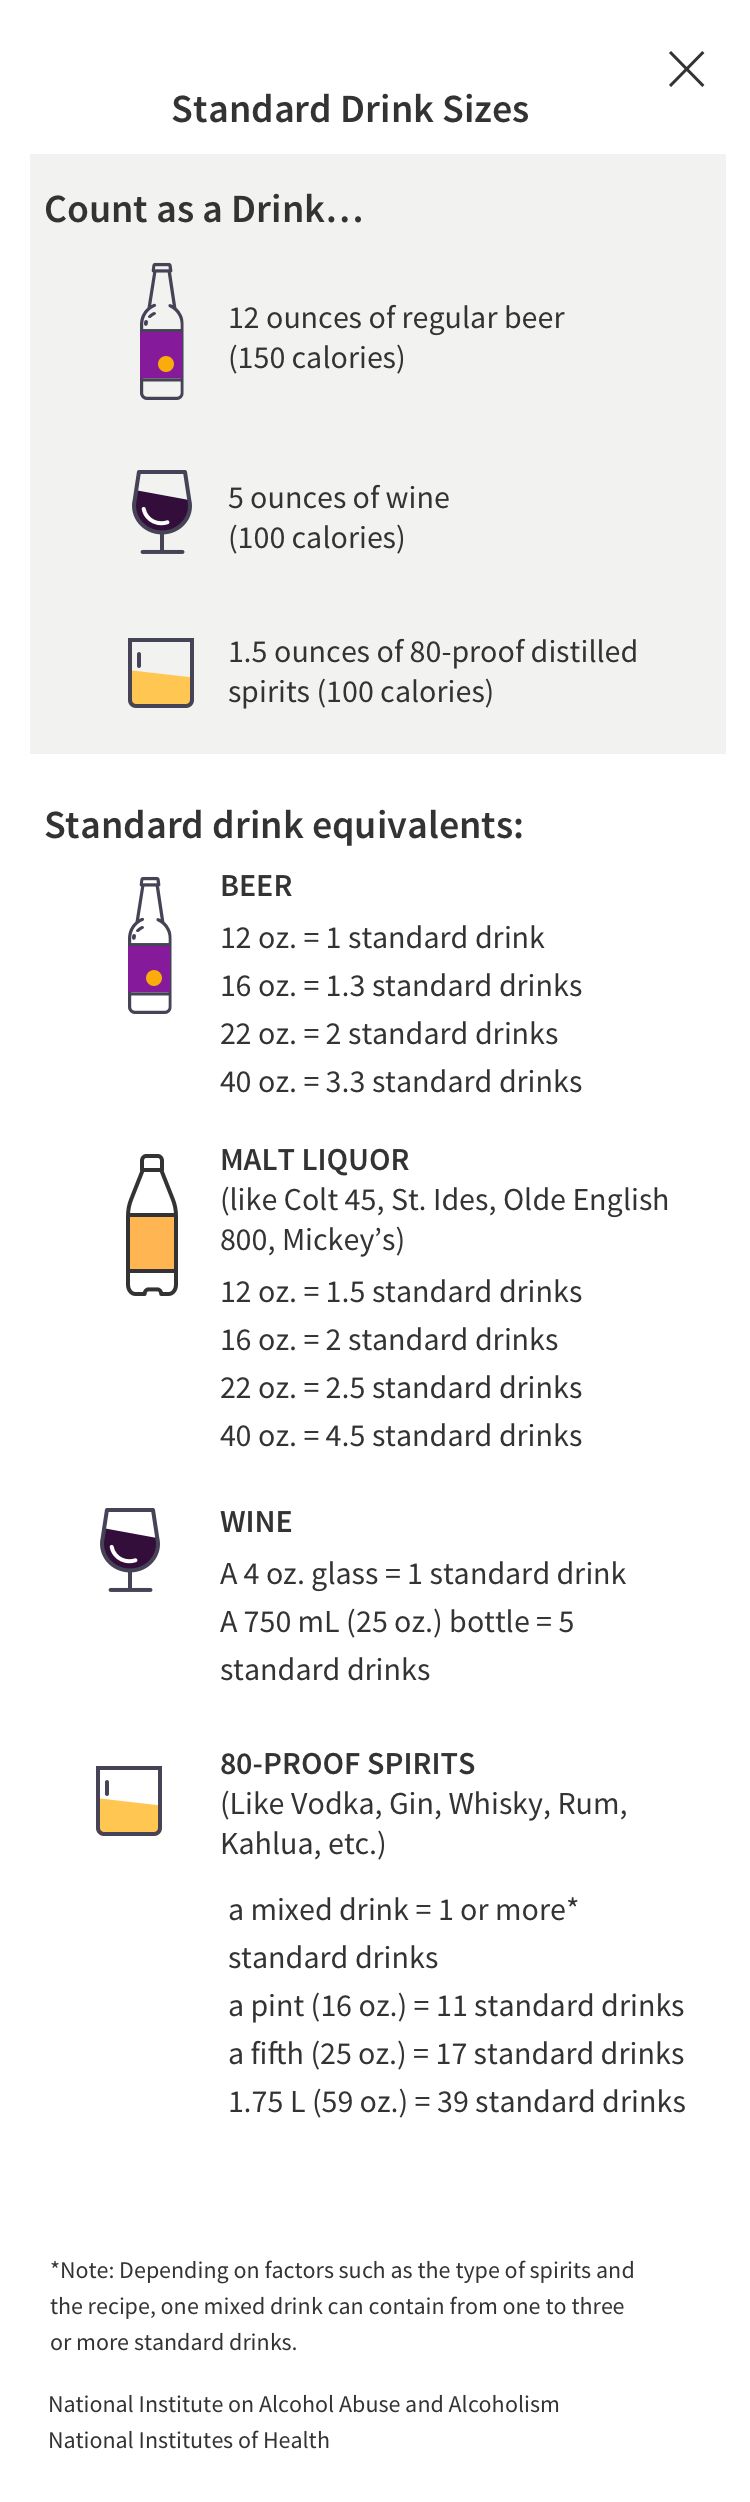 Standard Drink Sizes
Count as a Drink...
12 ounces of regular beer
(150 calories)
5 ounces of wine
(100 calories)
1.5 ounces of 80-proof distilled
spirits (100 calories)
Standard drink equivalents:
BEER
12 oz. = 1 standard drink
16 oz. = 1.3 standard drinks
22 oz. = 2 standard drinks
40 oz. = 3.3 standard drinks
MALT LIQUOR
(like Colt 45, St. Ides, Olde English
800, Mickey’s)
12 oz. = 1.5 standard drinks
16 oz. = 2 standard drinks
22 oz. = 2.5 standard drinks
40 oz. = 4.5 standard drinks
WINE
A 4 oz. glass = 1 standard drink
A 750 mL (25 oz.) bottle = 5
standard drinks
80-PROOF SPIRITS
(Like Vodka, Gin, Whisky, Rum,
Kahlua, etc.)
a mixed drink = 1 or more*
standard drinks
a pint (16 oz.) = 11 standard drinks
a fifth (25 oz.) = 17 standard drinks
1.75 L (59 oz.) = 39 standard drinks
*Note: Depending on factors such as the type of spirits and
the recipe, one mixed drink can contain from one to three
or more standard drinks.
National Institute on Alcohol Abuse and Alcoholism
National Institutes of Health